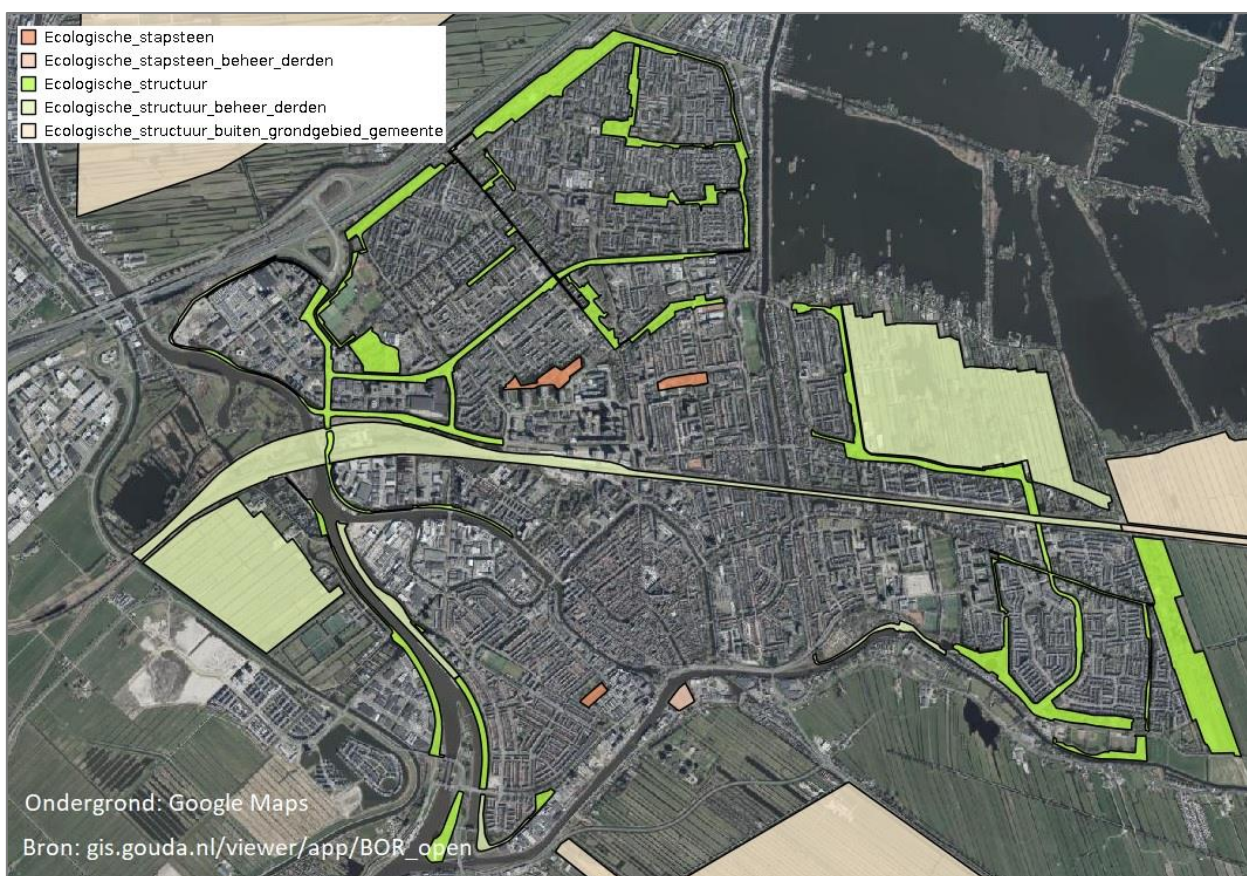 Ecologische_stapsteen
Ecologische_stapsteen_beheer_derden
Ecologische_structuur
Ecologische_structuur_beheer_derden
Ecologische_structuur_buiten_grondgebied_gemeente
Ondergrond: Google Maps
Bron: gis.gouda.nl/viewer/app/BOR_open